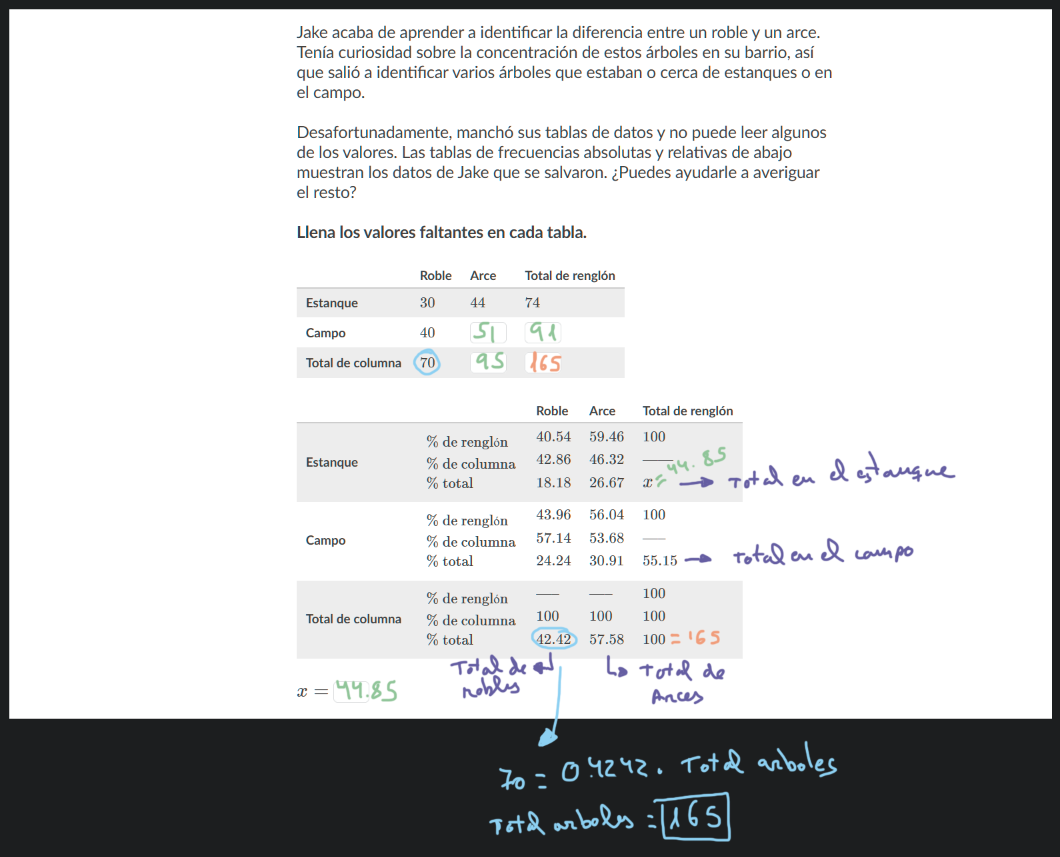 Jake acaba de aprender a identificar la diferencia entre un roble y un arce.
Tenía curiosidad sobre la concentración de estos árboles en su barrio, así
que salió a identificar varios árboles que estaban o cerca de estanques o en
el campo.
Desafortunadamente, manchó sus tablas de datos y no puede leer algunos
de los valores. Las tablas de frecuencias absolutas y relativas de abajo
muestran los datos de Jake que se salvaron. ¿Puedes ayudarle a averiguar
el resto?
Llena los valores faltantes en cada tabla.
Roble Arce Total de renglón
Estanque 30 44 74
Campo 40 51 91
Total de columna 70 95 165
Roble Arce Total de renglón
% de renglón 40.54 59.46 100
Estanque % de columna 42.86 46.32 —
% total 18.18 26.67 x = 44.85 → Total en el estanque
% de renglón 43.96 56.04 100
Campo % de columna 57.14 53.68 —
% total 24.24 30.91 55.15 → Total en el campo
% de renglón — — 100
Total de columna % de columna 100 100 100
% total 42.42 57.58 100 = 165
Total de robles
Total de Arces
x = 44.85
70 = 0.4242 . Total arboles
Total arboles = 165